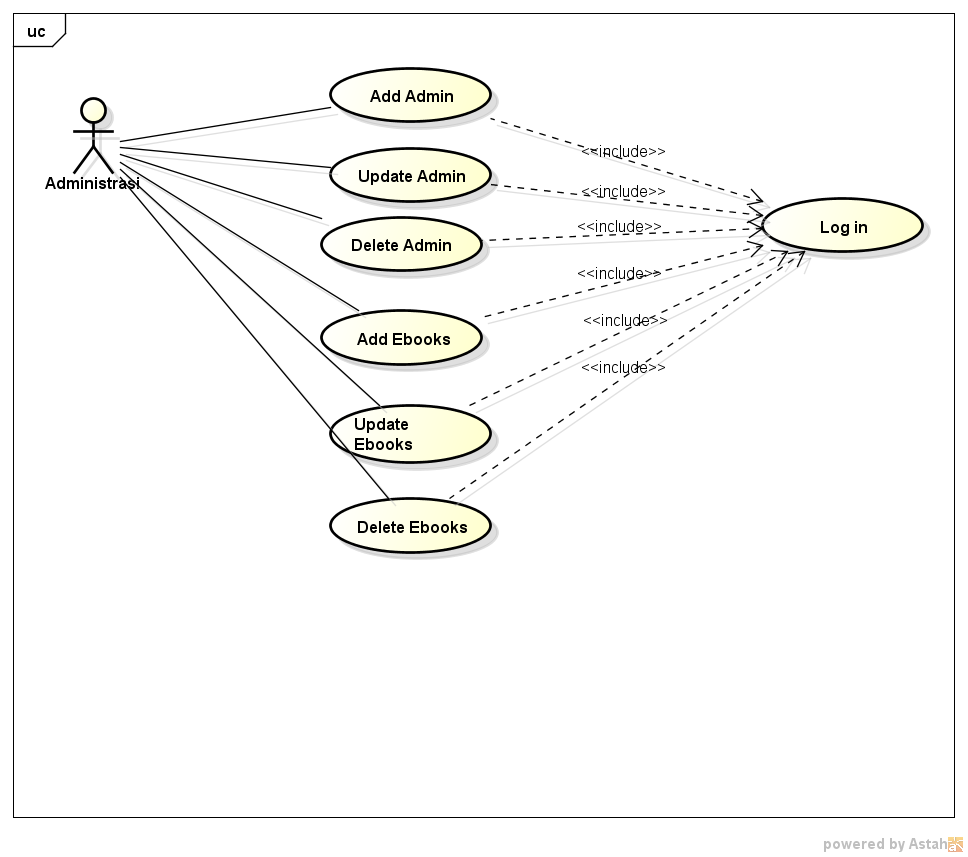 uc
Add Admin
<<include>>
Update Admin
Administrasi
<<include>>
Log in
<<include>>
Delete Admin
<<include>>
<<include>>
Add Ebooks
<<include>>
Update
Ebooks
Delete Ebooks
powered by Astah